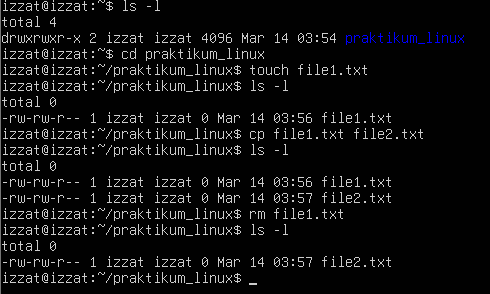 izzat@izzat:~$ ls -l
total 4
drwxrwxr-x 2 izzat izzat 4096 Mar 14 03:54 praktikum_linux
izzat@izzat:~$ cd praktikum_linux
izzat@izzat:~/praktikum_linux$ touch file1.txt
izzat@izzat:~/praktikum_linux$ ls -l
total 0
-rw-rw-r-- 1 izzat izzat 0 Mar 14 03:56 file1.txt
izzat@izzat:~/praktikum_linux$ cp file1.txt file2.txt
izzat@izzat:~/praktikum_linux$ ls -l
total 0
-rw-rw-r-- 1 izzat izzat 0 Mar 14 03:56 file1.txt
-rw-rw-r-- 1 izzat izzat 0 Mar 14 03:57 file2.txt
izzat@izzat:~/praktikum_linux$ rm file1.txt
izzat@izzat:~/praktikum_linux$ ls -l
total 0
-rw-rw-r-- 1 izzat izzat 0 Mar 14 03:57 file2.txt
izzat@izzat:~/praktikum_linux$ _